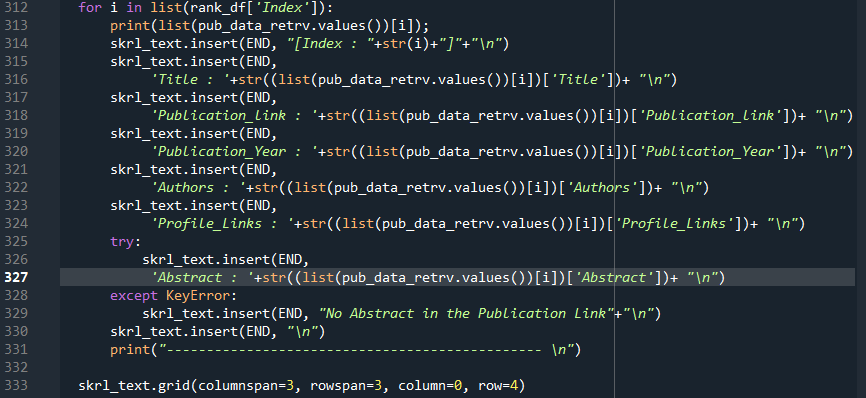 312 for i in list(rank_df['Index']):
313 print(list(pub_data_retrv.values())[i]);
314 skrl_text.insert(END, "[Index : "+str(i)+"]"+"\n")
315 skrl_text.insert(END,
316 'Title : '+str((list(pub_data_retrv.values())[i])['Title'])+ "\n")
317 skrl_text.insert(END,
318 'Publication_link : '+str((list(pub_data_retrv.values())[i])['Publication_link'])+ "\n")
319 skrl_text.insert(END,
320 'Publication_Year : '+str((list(pub_data_retrv.values())[i])['Publication_Year'])+ "\n")
321 skrl_text.insert(END,
322 'Authors : '+str((list(pub_data_retrv.values())[i])['Authors'])+ "\n")
323 skrl_text.insert(END,
324 'Profile_Links : '+str((list(pub_data_retrv.values())[i])['Profile_Links'])+ "\n")
325 try:
326 skrl_text.insert(END,
327 'Abstract : '+str((list(pub_data_retrv.values())[i])['Abstract'])+ "\n")
328 except KeyError:
329 skrl_text.insert(END, "No Abstract in the Publication Link"+"\n")
330 skrl_text.insert(END, "\n")
331 print("----------------------------------------------- \n")
332
333 skrl_text.grid(columnspan=3, rowspan=3, column=0, row=4)